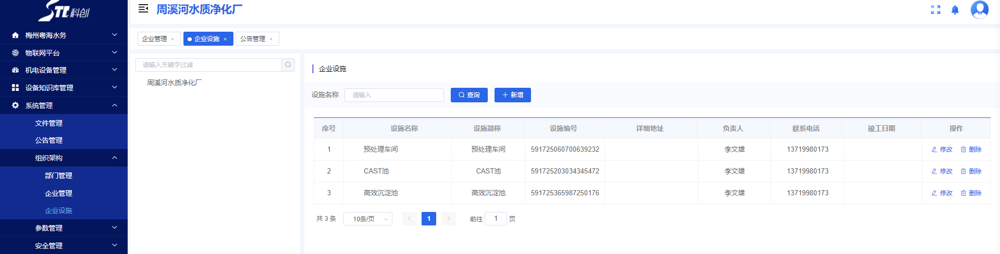 STC科创
周溪河水质净化厂
梅州粤海水务
物联网平台
机电设备管理
设备知识库管理
系统管理
文件管理
公告管理
组织架构
部门管理
企业管理
企业设施
参数管理
安全管理
企业管理 × 企业设施 × 公告管理 ×
请输入关键字过滤
周溪河水质净化厂
企业设施
设施名称 请输入 查询 新增
序号 设施名称 设施简称 设施编号 详细地址 负责人 联系电话 竣工日期 操作
1 预处理车间 预处理车间 591725060700639232 李文雄 13719980173 修改 删除
2 CAST池 CAST池 591725203034345472 李文雄 13719980173 修改 删除
3 高效沉淀池 高效沉淀池 591725365987250176 李文雄 13719980173 修改 删除
共 3 条 10条/页 1 前往 1 页